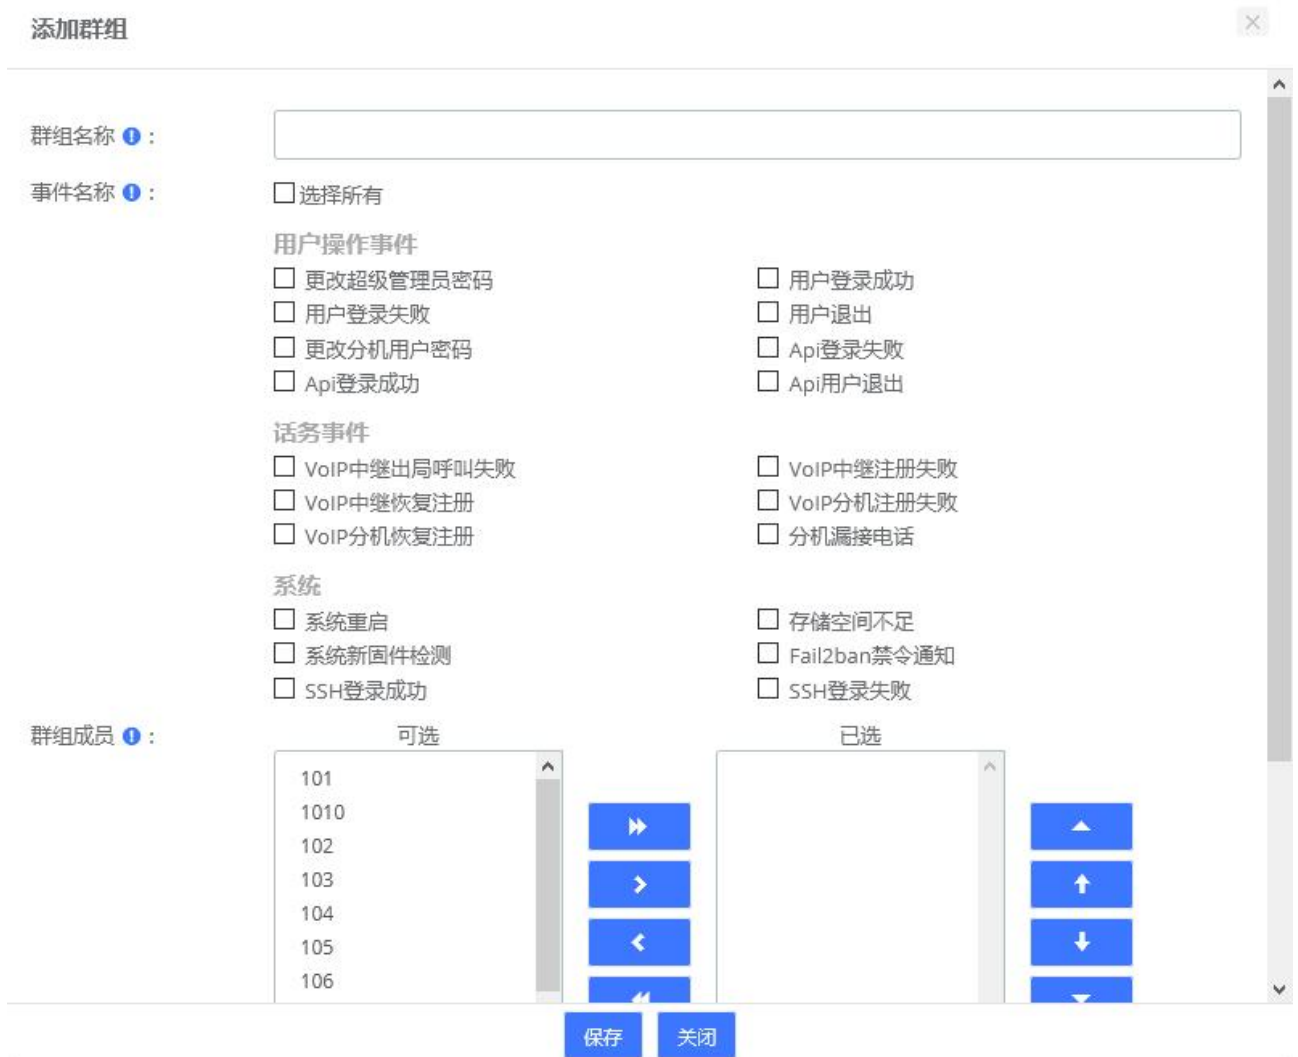 添加群组
群组名称 :
事件名称 : 选择所有
用户操作事件
更改超级管理员密码 用户登录成功
用户登录失败 用户退出
更改分机用户密码 Api登录失败
Api登录成功 Api用户退出
话务事件
VoIP中继出局呼叫失败 VoIP中继注册失败
VoIP中继恢复注册 VoIP分机注册失败
VoIP分机恢复注册 分机漏接电话
系统
系统重启 存储空间不足
系统新固件检测 Fail2ban禁令通知
SSH登录成功 SSH登录失败
群组成员 : 可选 已选
101
1010
102
103
104
105
106
保存 关闭